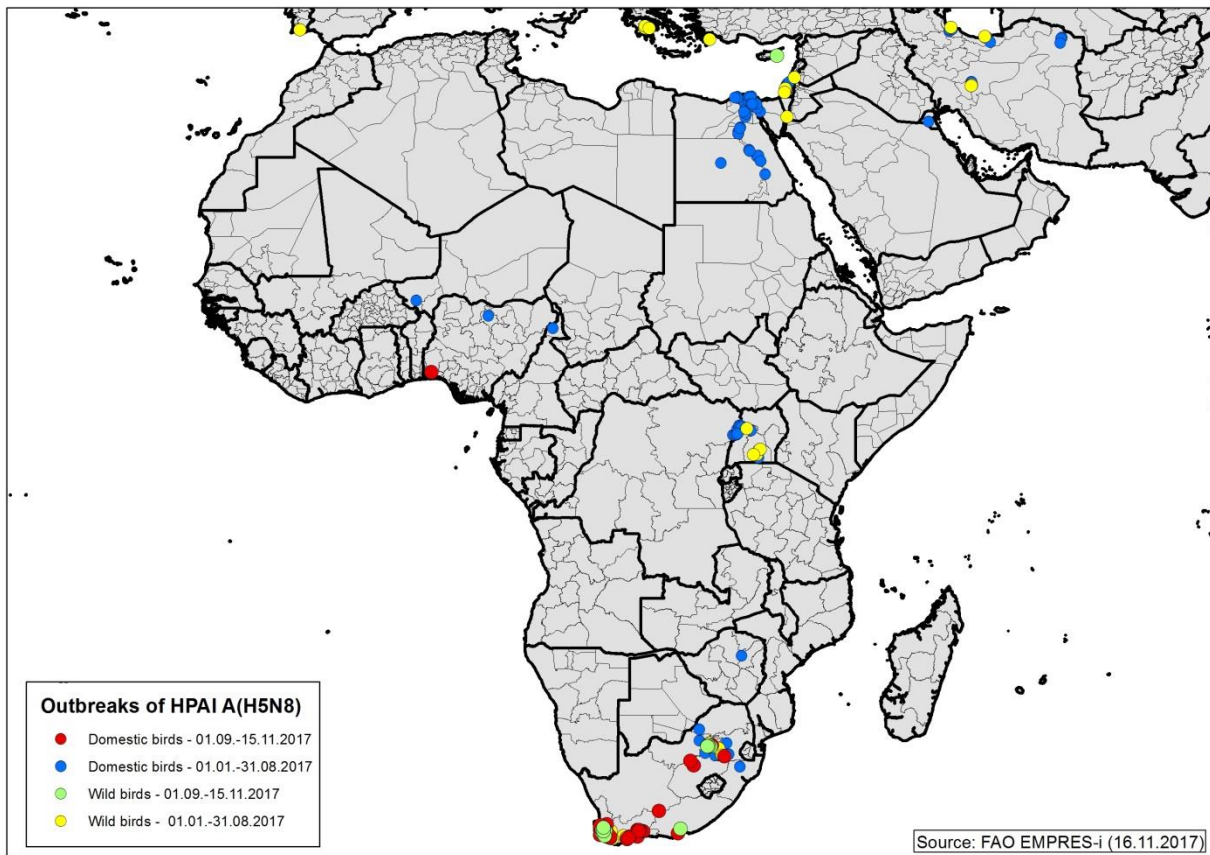 Outbreaks of HPAI A(H5N8)
Domestic birds - 01.09.-15.11.2017
Domestic birds - 01.01.-31.08.2017
Wild birds - 01.09.-15.11.2017
Wild birds - 01.01.-31.08.2017
Source: FAO EMPRES-i (16.11.2017)